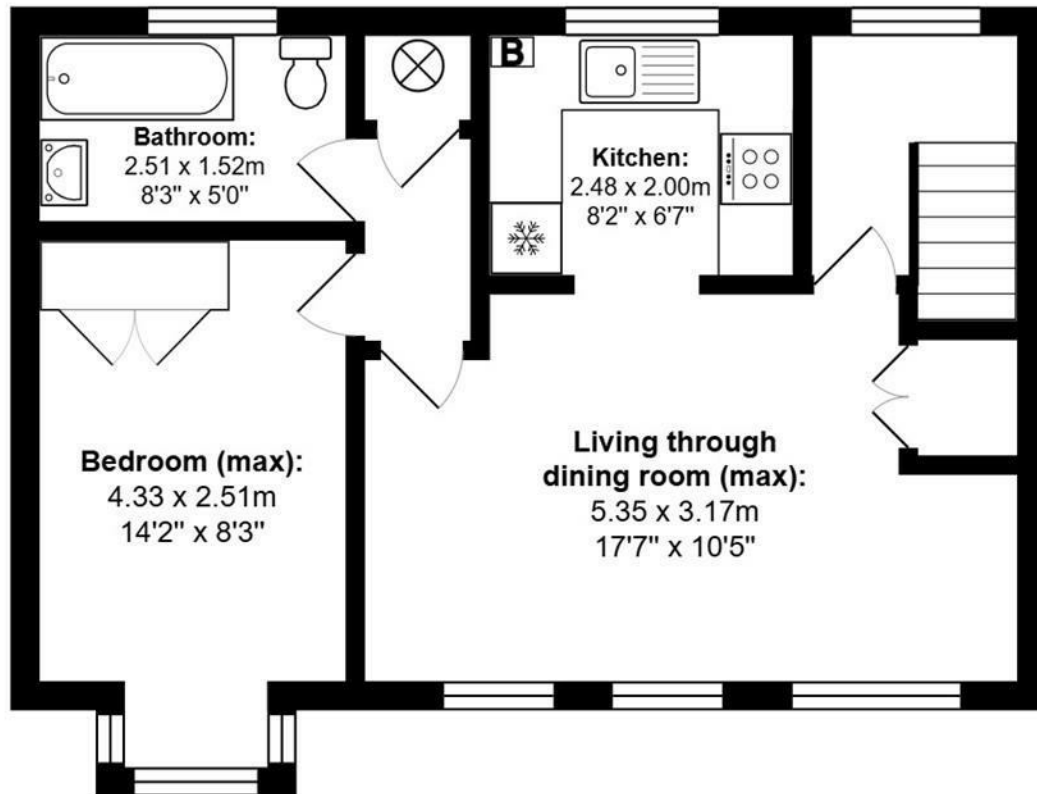 B
Bathroom:
2.51 x 1.52m
8'3" x 5'0"
Kitchen:
2.48 x 2.00m
8'2" x 6'7"
Bedroom (max):
4.33 x 2.51m
14'2" x 8'3"
Living through
dining room (max):
5.35 x 3.17m
17'7" x 10'5"